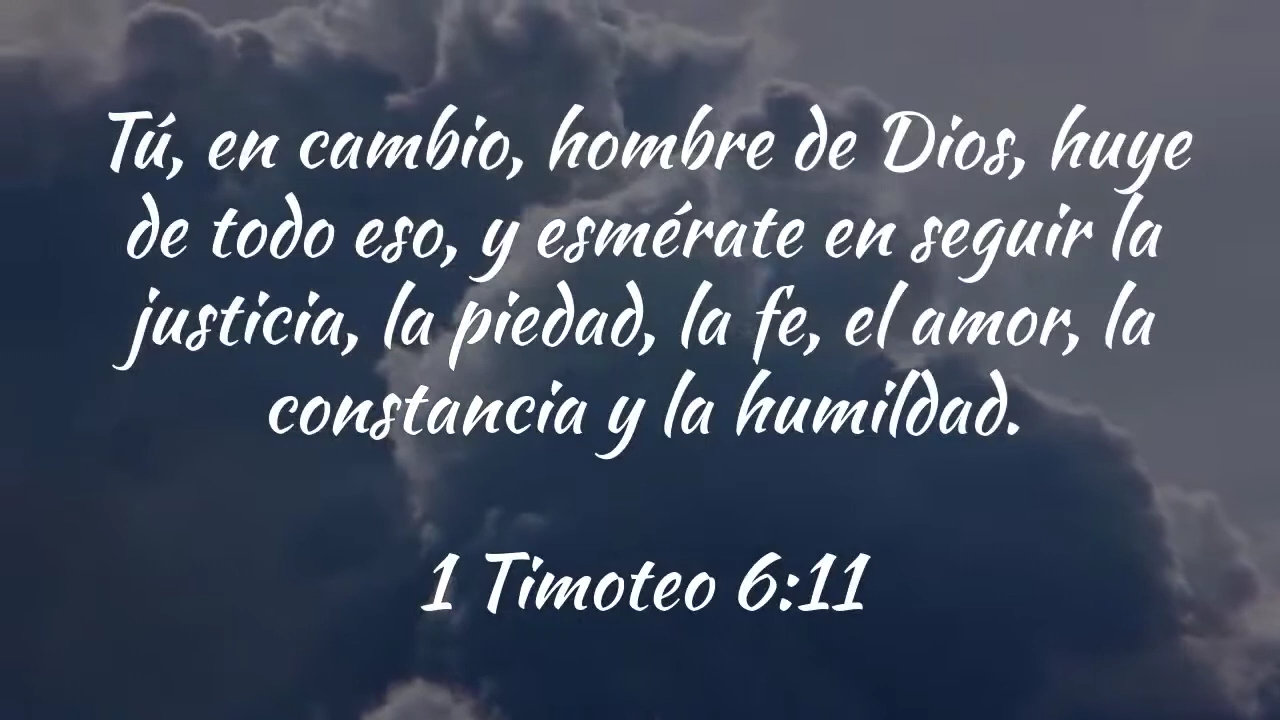 Tú, en cambio, hombre de Dios, huye
de todo eso, y esmérate en seguir la
justicia, la piedad, la fe, el amor, la
constancia y la humildad.
1 Timoteo 6:11